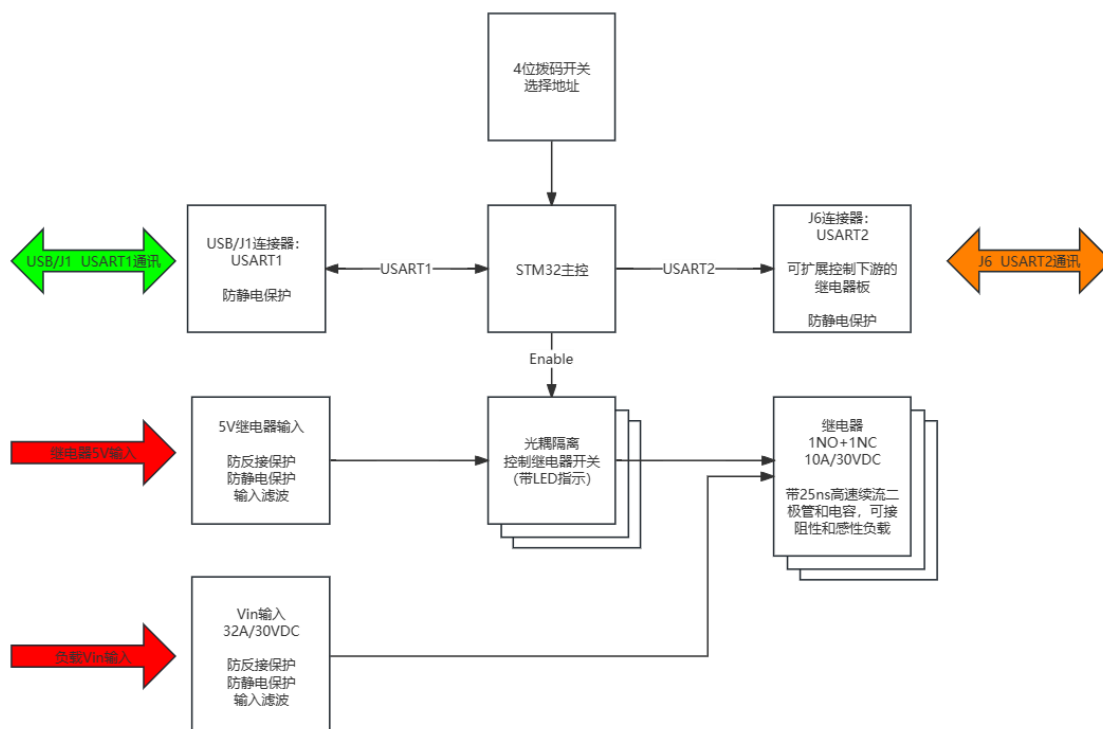 4位拨码开关
选择地址
USB/J1  USART1通讯
USB/J1连接器：
USART1
防静电保护
USART1
STM32主控
USART2
J6连接器：
USART2
可扩展控制下游的
继电器板
防静电保护
J6  USART2通讯
Enable
继电器5V输入
5V继电器输入
防反接保护
防静电保护
输入滤波
光耦隔离
控制继电器开关
（带LED指示）
继电器
1NO+1NC
10A/30VDC
带25ns高速续流二
极管和电容，可接
阻性和感性负载
负载Vin输入
Vin输入
32A/30VDC
防反接保护
防静电保护
输入滤波